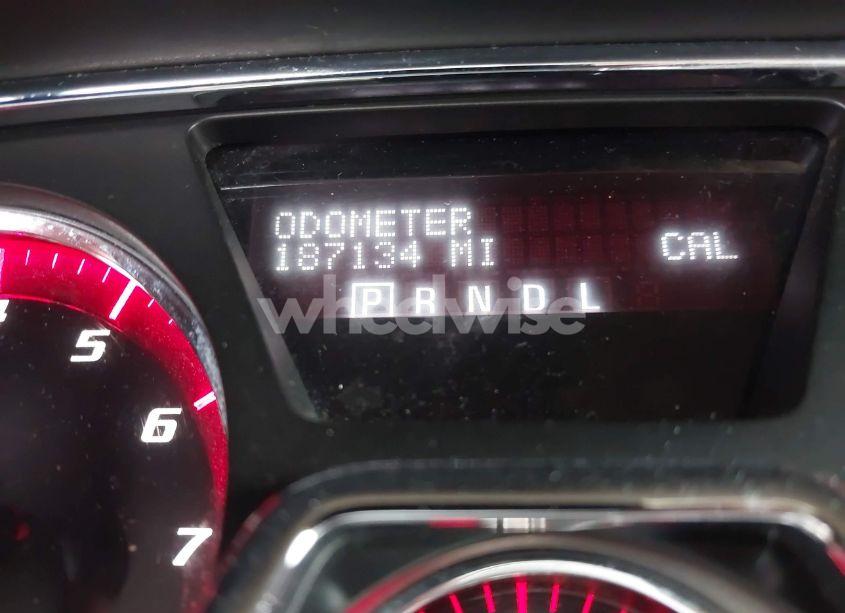 ODOMETER
187134 MI CAL
P R N D L
wheelwise
5
6
7